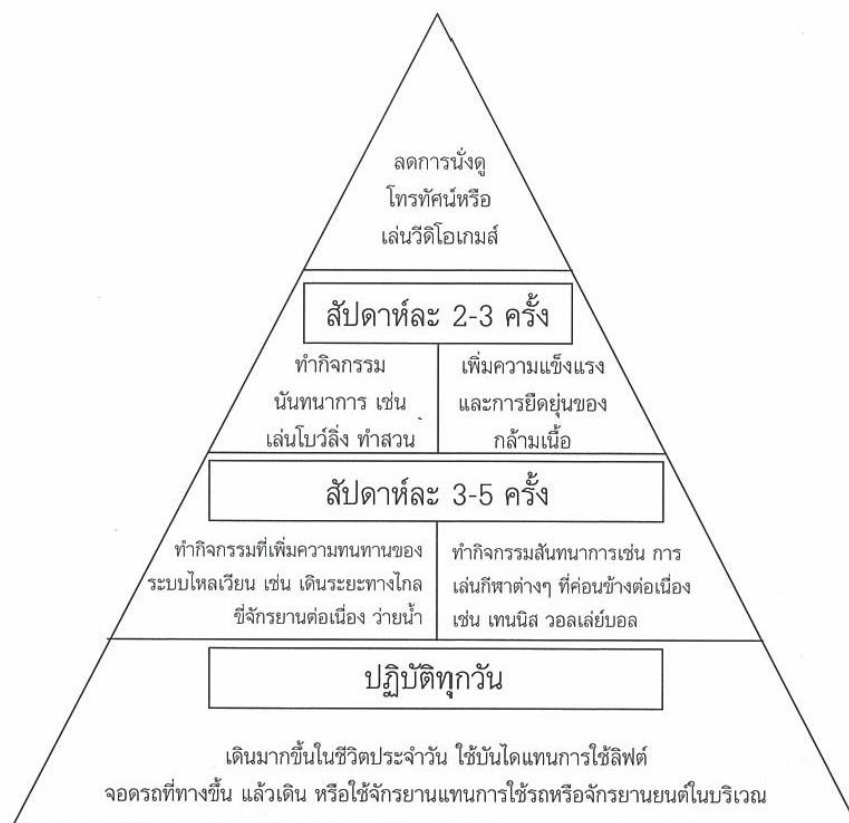 ลดการนั่งดู
โทรทัศน์หรือ
เล่นวีดิโอเกมส์
สัปดาห์ละ 2-3 ครั้ง
ทำกิจกรรม
นันทนาการ เช่น
เล่นโบว์ลิ่ง ทำสวน
เพิ่มความแข็งแรง
และการยืดยุ่นของ
กล้ามเนื้อ
สัปดาห์ละ 3-5 ครั้ง
ทำกิจกรรมที่เพิ่มความทนทานของ
ระบบไหลเวียน เช่น เดินระยะทางไกล
ขี่จักรยานต่อเนื่อง ว่ายน้ำ
ทำกิจกรรมสันทนาการเช่น การ
เล่นกีฬาต่างๆ ที่ค่อนข้างต่อเนื่อง
เช่น เทนนิส วอลเล่ย์บอล
ปฏิบัติทุกวัน
เดินมากขึ้นในชีวิตประจำวัน ใช้บันไดแทนการใช้ลิฟต์
จอดรถที่ทางขึ้น แล้วเดิน หรือใช้จักรยานแทนการใช้รถหรือจักรยานยนต์ในบริเวณ